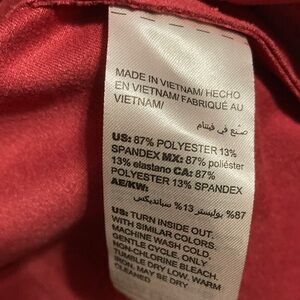 MADE IN VIETNAM/ HECHO
EN VIETNAM/ FABRIQUÉ AU
VIETNAM/
صنع في فيتنام
US: 87% POLYESTER 13%
SPANDEX MX: 87% poliéster
13% elastano CA: 87%
POLYESTER 13% SPANDEX
AE/KW:
87% بوليستر 13% سبانديكس
US: TURN INSIDE OUT.
WITH SIMILAR COLORS.
MACHINE WASH COLD.
GENTLE CYCLE. ONLY
NON-CHLORINE BLEACH.
TUMBLE DRY LOW. WARM
IRON. MAY BE DRY
CLEANED